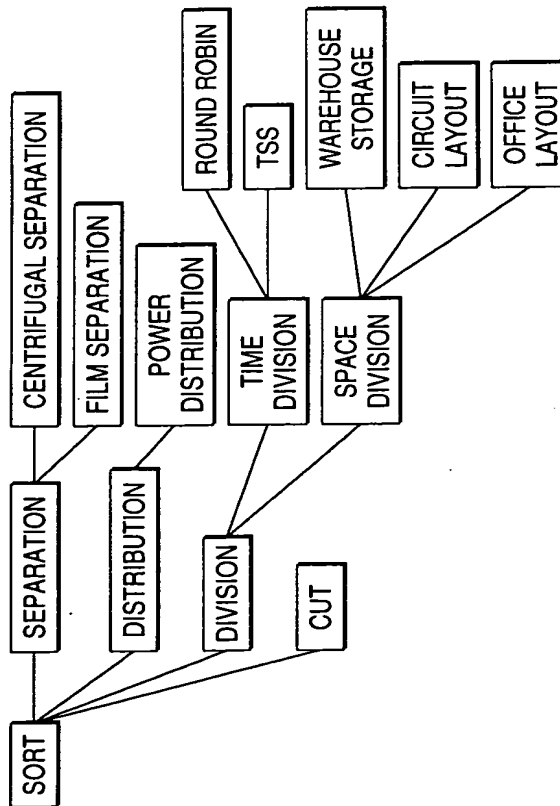 SORT
SEPARATION
CENTRIFUGAL SEPARATION
FILM SEPARATION
DISTRIBUTION
POWER
DISTRIBUTION
DIVISION
TIME
DIVISION
ROUND ROBIN
TSS
SPACE
DIVISION
WAREHOUSE
STORAGE
CIRCUIT
LAYOUT
OFFICE
LAYOUT
CUT